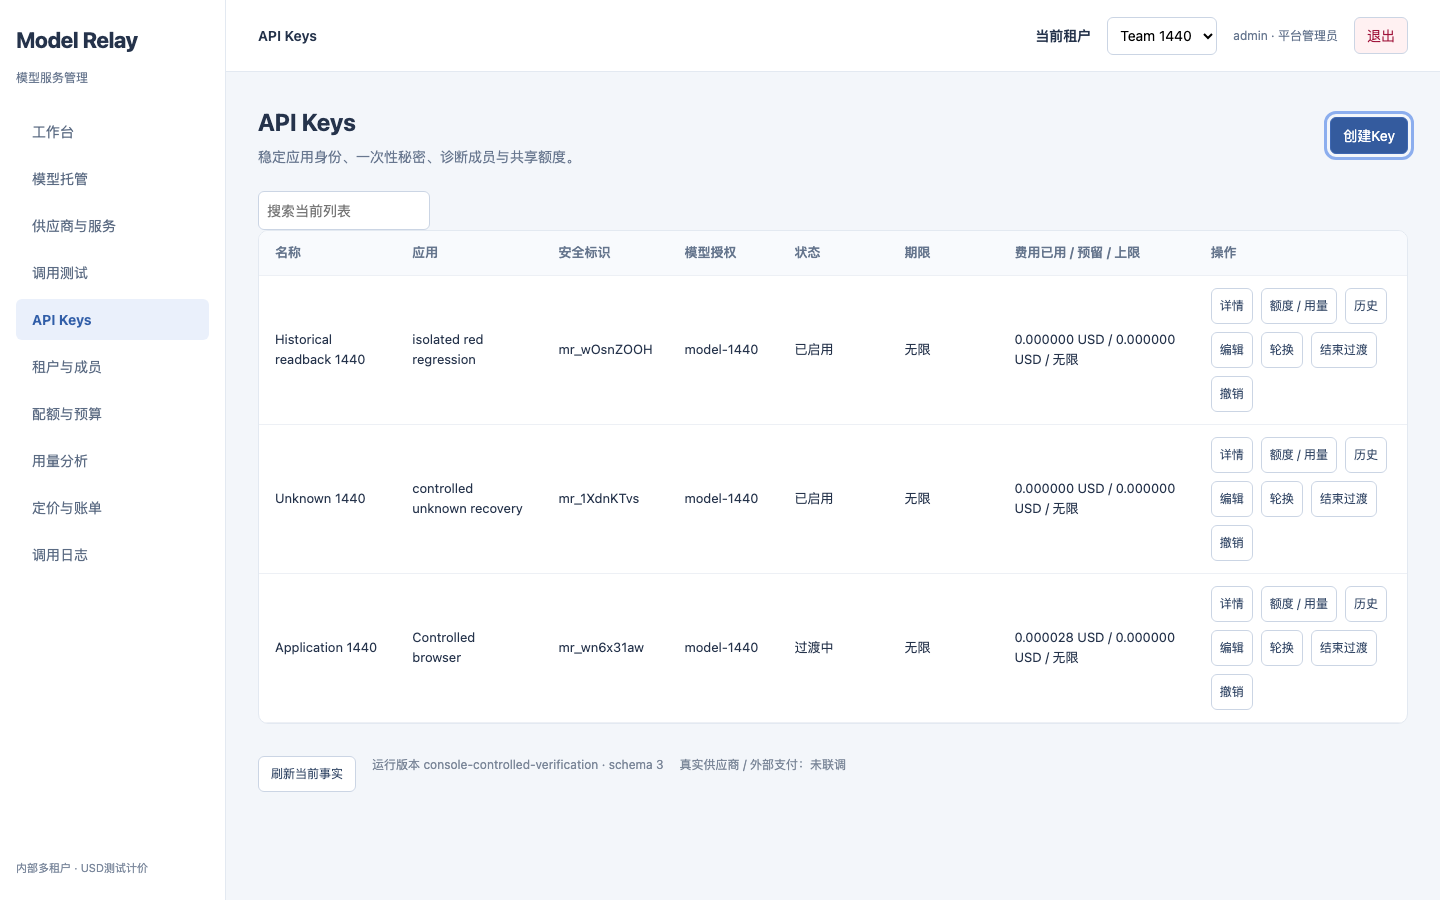 Model Relay
模型服务管理
工作台
模型托管
供应商与服务
调用测试
API Keys
租户与成员
配额与预算
用量分析
定价与账单
调用日志
内部多租户 · USD测试计价
API Keys
当前租户
Team 1440
admin · 平台管理员
退出
API Keys
稳定应用身份、一次性秘密、诊断成员与共享额度。
创建Key
搜索当前列表
名称 应用 安全标识 模型授权 状态 期限 费用已用 / 预留 / 上限 操作
Historical
readback 1440
isolated red
regression
mr_wOsnZOOH
model-1440
已启用
无限
0.000000 USD / 0.000000
USD / 无限
详情 额度 / 用量 历史
编辑 轮换 结束过渡
撤销
Unknown 1440
controlled
unknown recovery
mr_1XdnKTvs
model-1440
已启用
无限
0.000000 USD / 0.000000
USD / 无限
详情 额度 / 用量 历史
编辑 轮换 结束过渡
撤销
Application 1440
Controlled
browser
mr_wn6x31aw
model-1440
过渡中
无限
0.000028 USD / 0.000000
USD / 无限
详情 额度 / 用量 历史
编辑 轮换 结束过渡
撤销
刷新当前事实
运行版本 console-controlled-verification · schema 3
真实供应商 / 外部支付：未联调